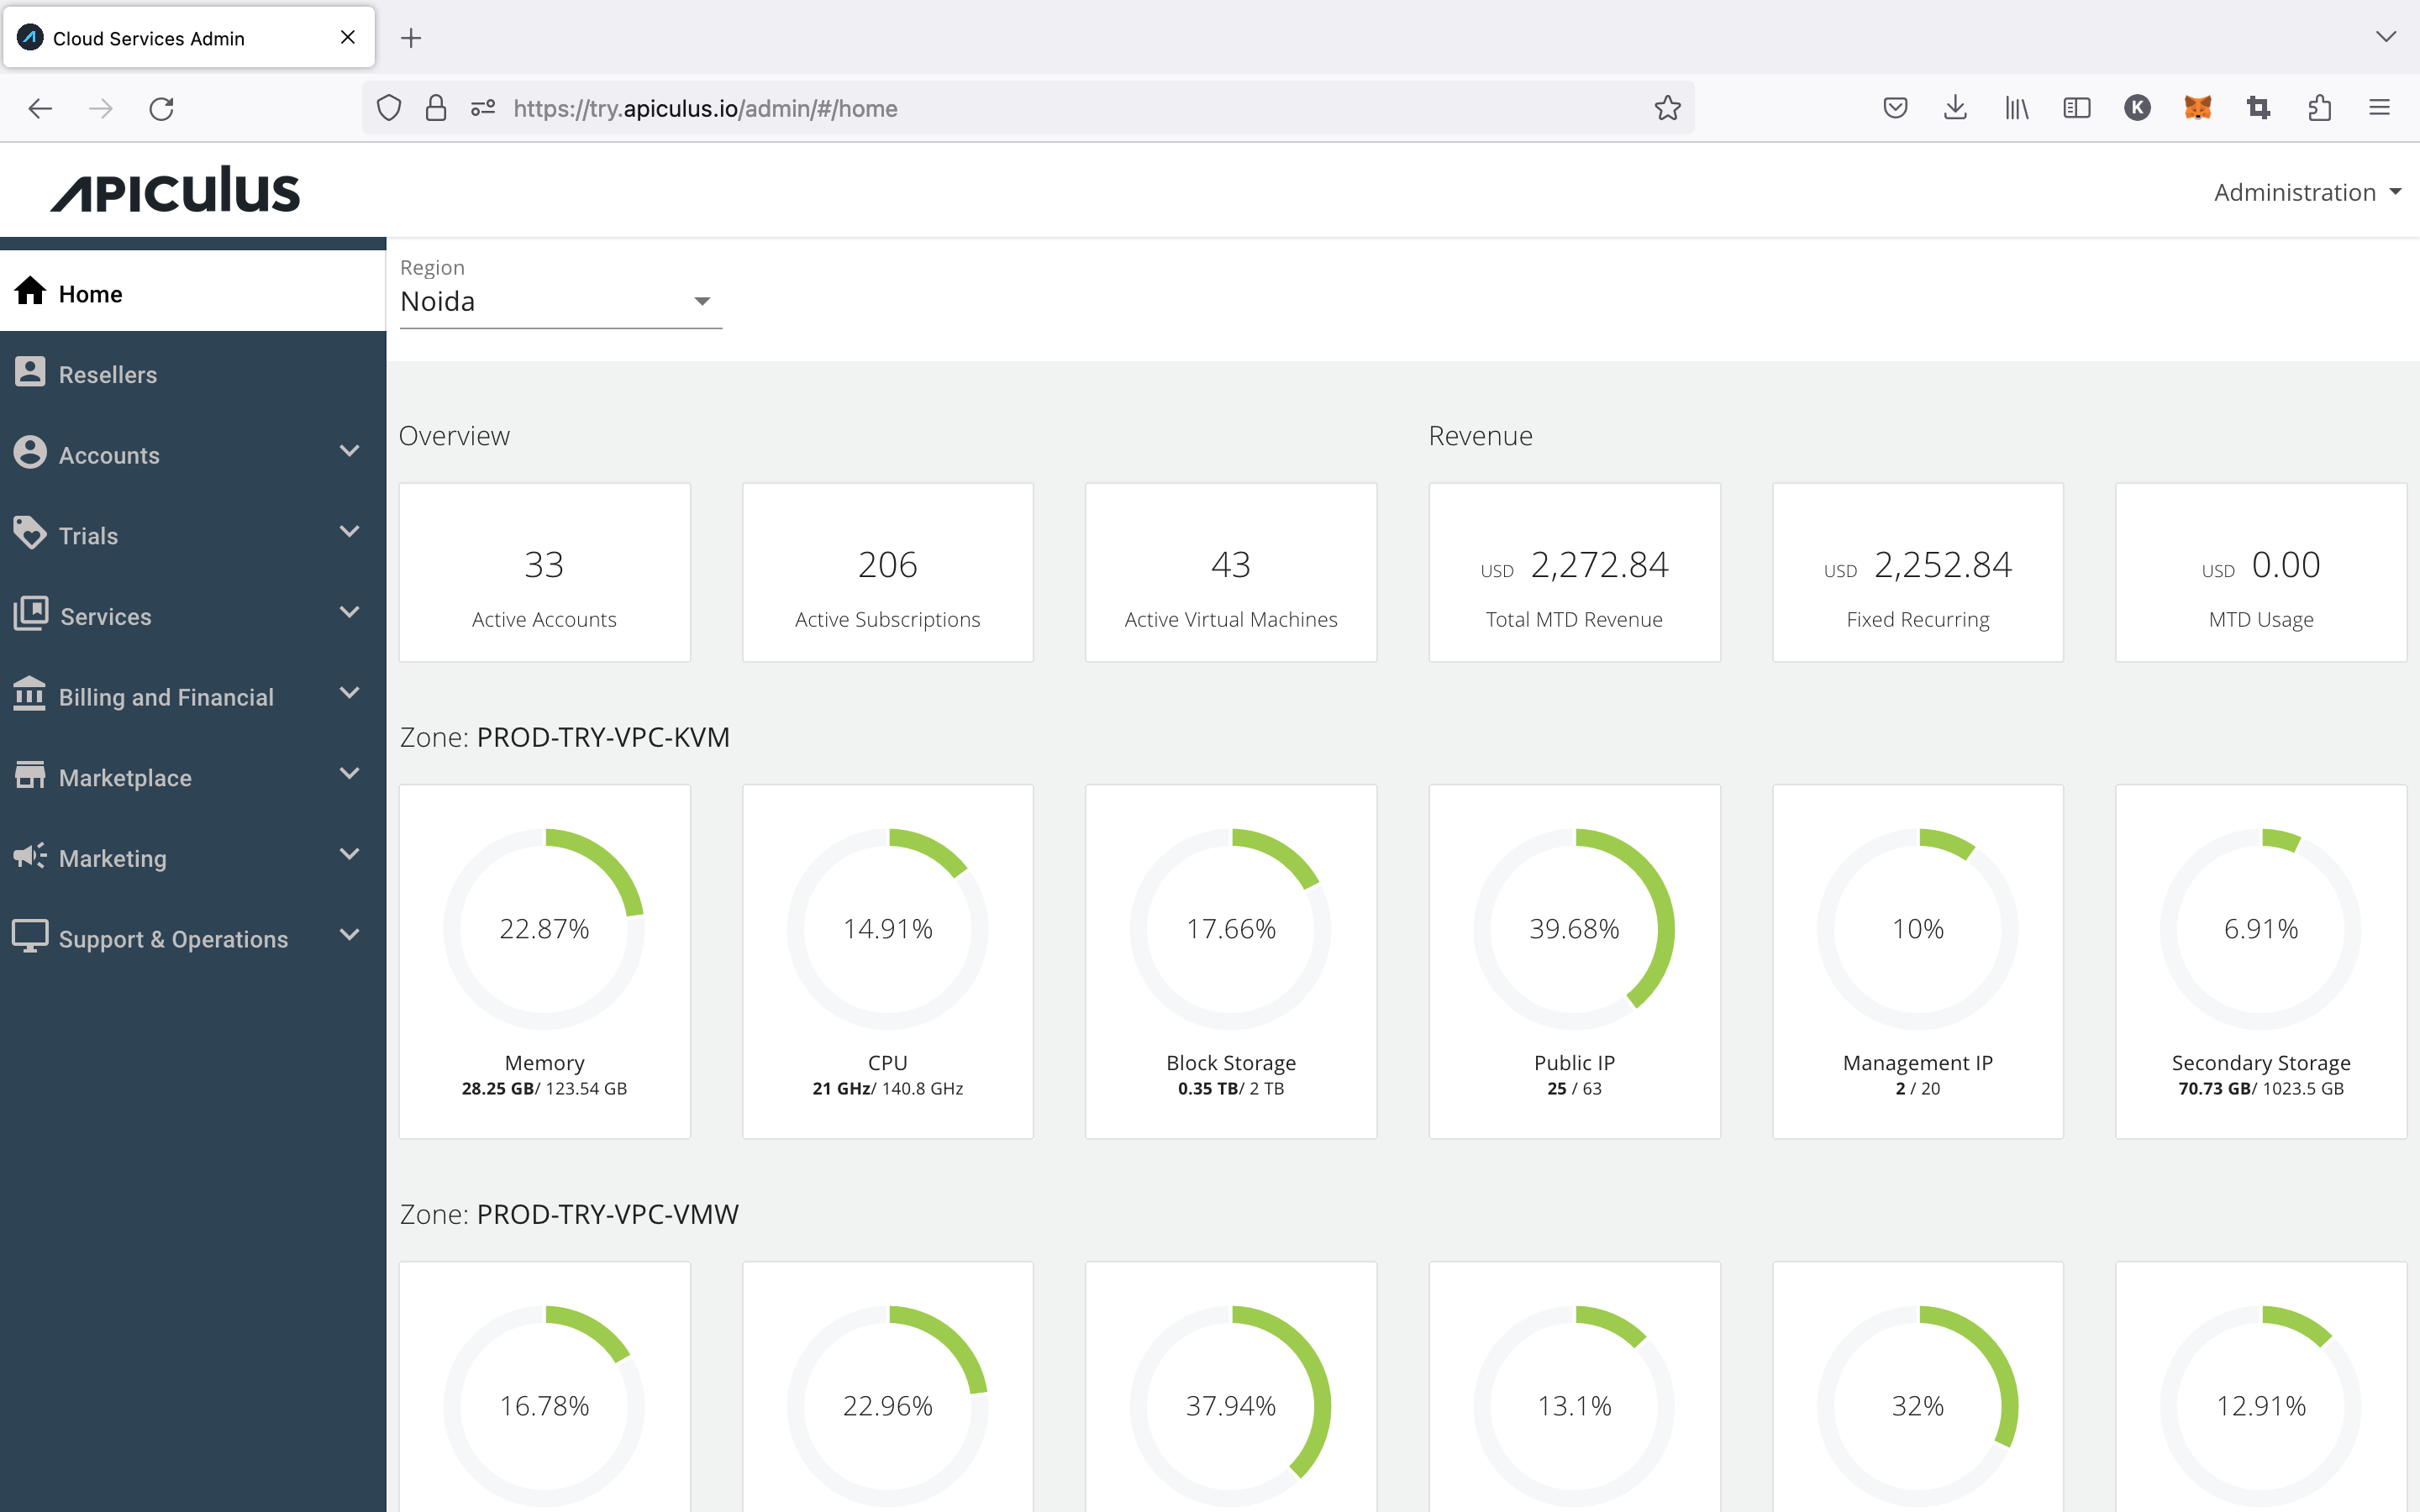 Cloud Services Admin
https://try.apiculus.io/admin/#/home
K
APICULUS
Administration
Home
Resellers
Accounts
Trials
Services
Billing and Financial
Marketplace
Marketing
Support & Operations
Region
Noida
Overview
Revenue
33
Active Accounts
206
Active Subscriptions
43
Active Virtual Machines
USD 2,272.84
Total MTD Revenue
USD 2,252.84
Fixed Recurring
USD 0.00
MTD Usage
Zone: PROD-TRY-VPC-KVM
22.87%
Memory
28.25 GB/ 123.54 GB
14.91%
CPU
21 GHz/ 140.8 GHz
17.66%
Block Storage
0.35 TB/ 2 TB
39.68%
Public IP
25 / 63
10%
Management IP
2 / 20
6.91%
Secondary Storage
70.73 GB/ 1023.5 GB
Zone: PROD-TRY-VPC-VMW
16.78%
22.96%
37.94%
13.1%
32%
12.91%